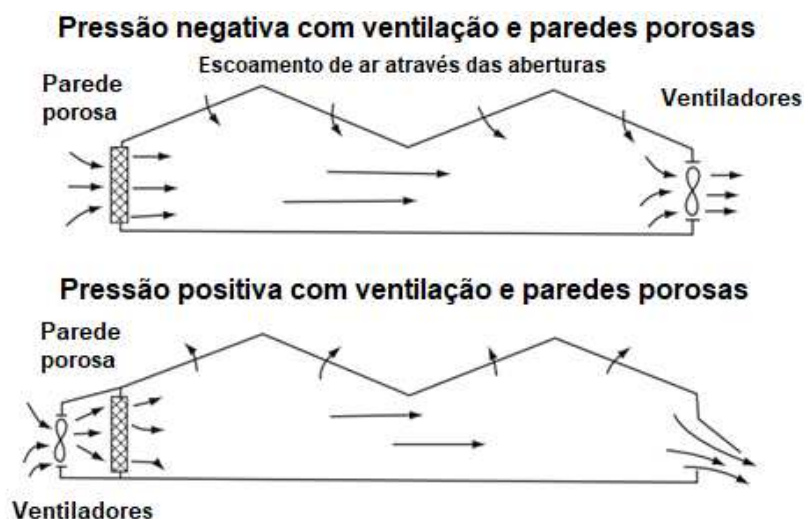 Pressão negativa com ventilação e paredes porosas
Escoamento de ar através das aberturas
Parede
porosa
Ventiladores
Pressão positiva com ventilação e paredes porosas
Parede
porosa
Ventiladores